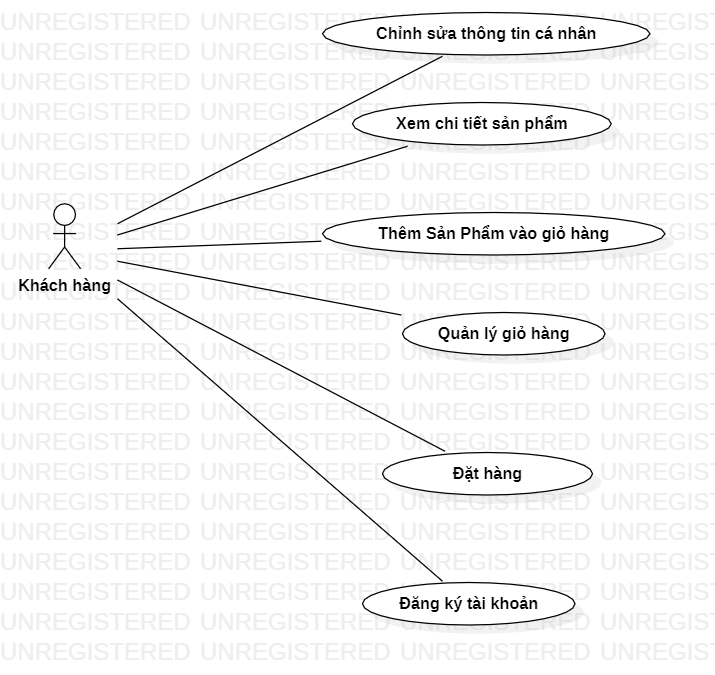 Chỉnh sửa thông tin cá nhân
Xem chi tiết sản phẩm
Thêm Sản Phẩm vào giỏ hàng
Khách hàng
Quản lý giỏ hàng
Đặt hàng
Đăng ký tài khoản
UNREGISTERED